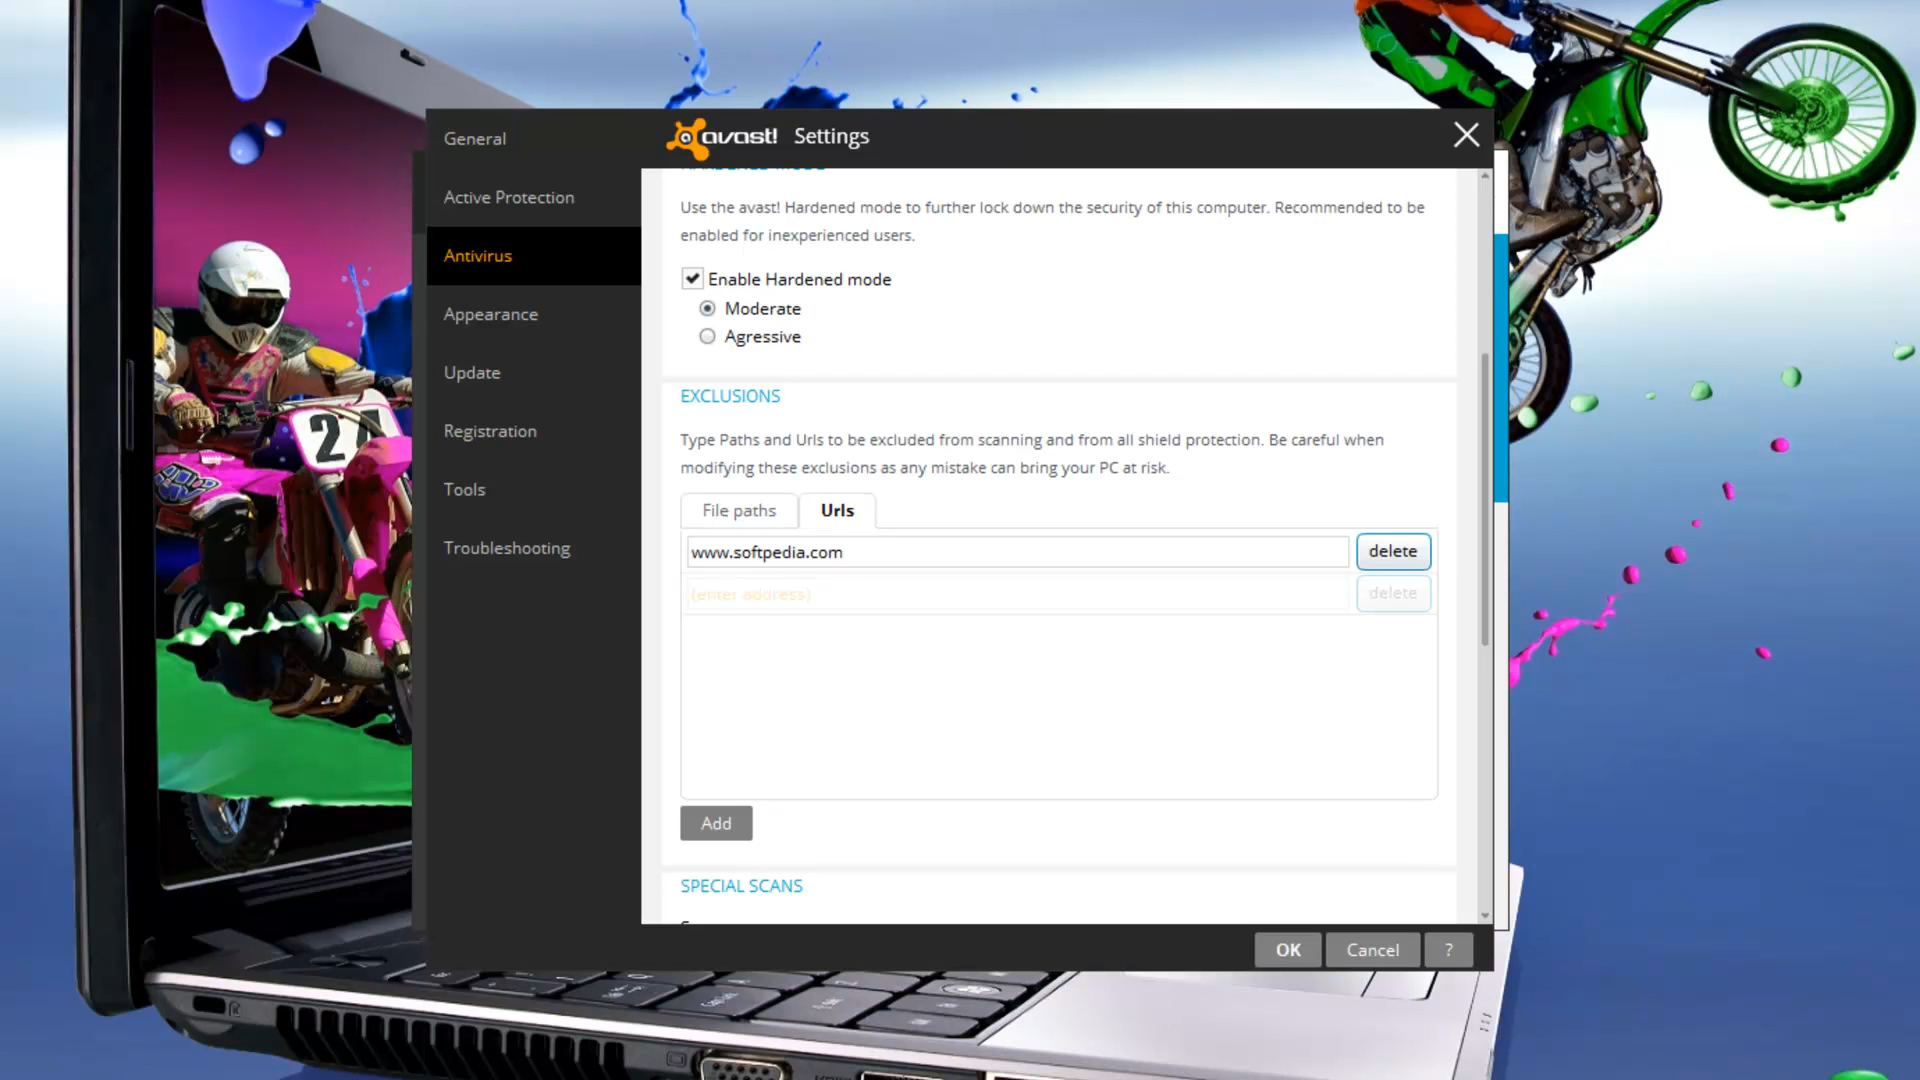 General
avast! Settings
Active Protection
Antivirus
Appearance
Update
Registration
Tools
Troubleshooting
Use the avast! Hardened mode to further lock down the security of this computer. Recommended to be
enabled for inexperienced users.
Enable Hardened mode
Moderate
Agressive
EXCLUSIONS
Type Paths and Urls to be excluded from scanning and from all shield protection. Be careful when
modifying these exclusions as any mistake can bring your PC at risk.
File paths Urls
www.softpedia.com delete
(enter address) delete
Add
SPECIAL SCANS
OK Cancel ?